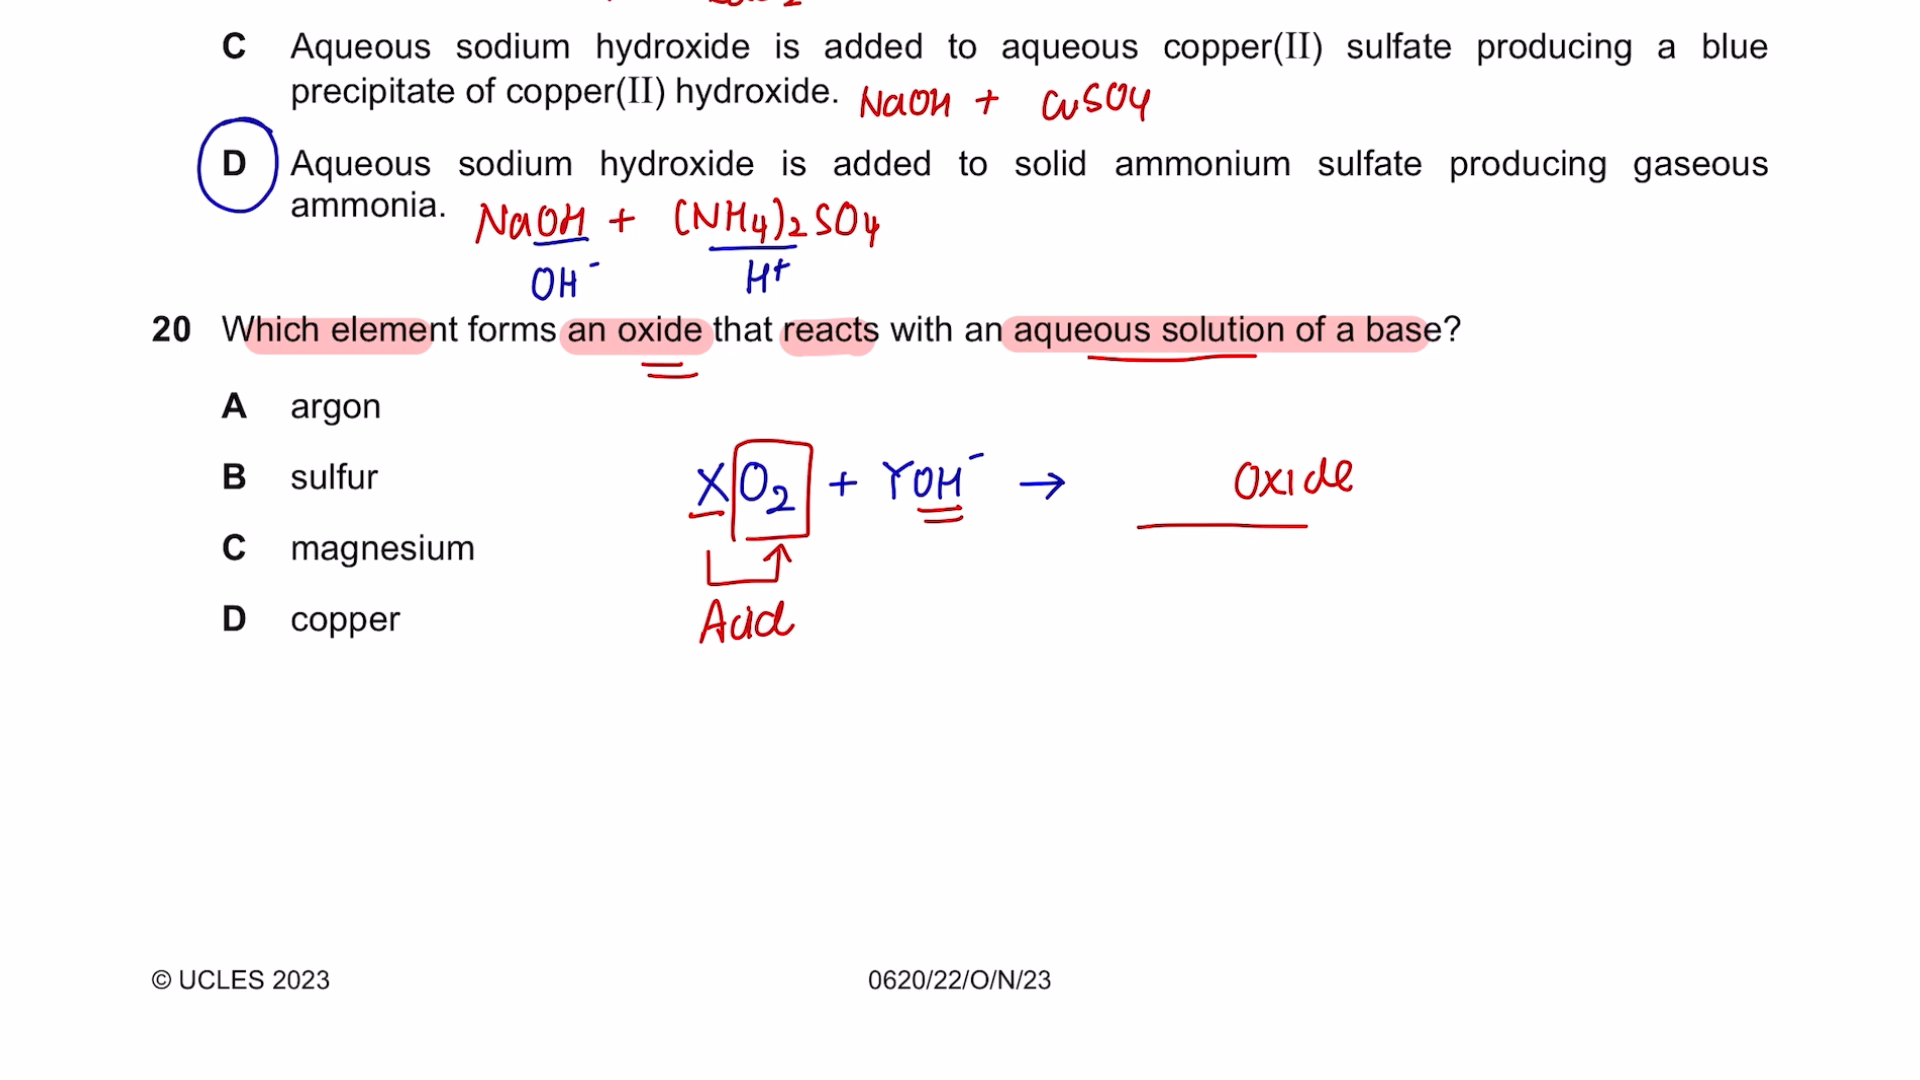 C Aqueous sodium hydroxide is added to aqueous copper(II) sulfate producing a blue
precipitate of copper(II) hydroxide. NaOH + CuSO4
D Aqueous sodium hydroxide is added to solid ammonium sulfate producing gaseous
ammonia. NaOH + (NH4)2SO4
OH- H+
20 Which element forms an oxide that reacts with an aqueous solution of a base?
A argon
B sulfur
XO2 + YOH- → Oxide
C magnesium
D copper
Acid
© UCLES 2023 0620/22/O/N/23